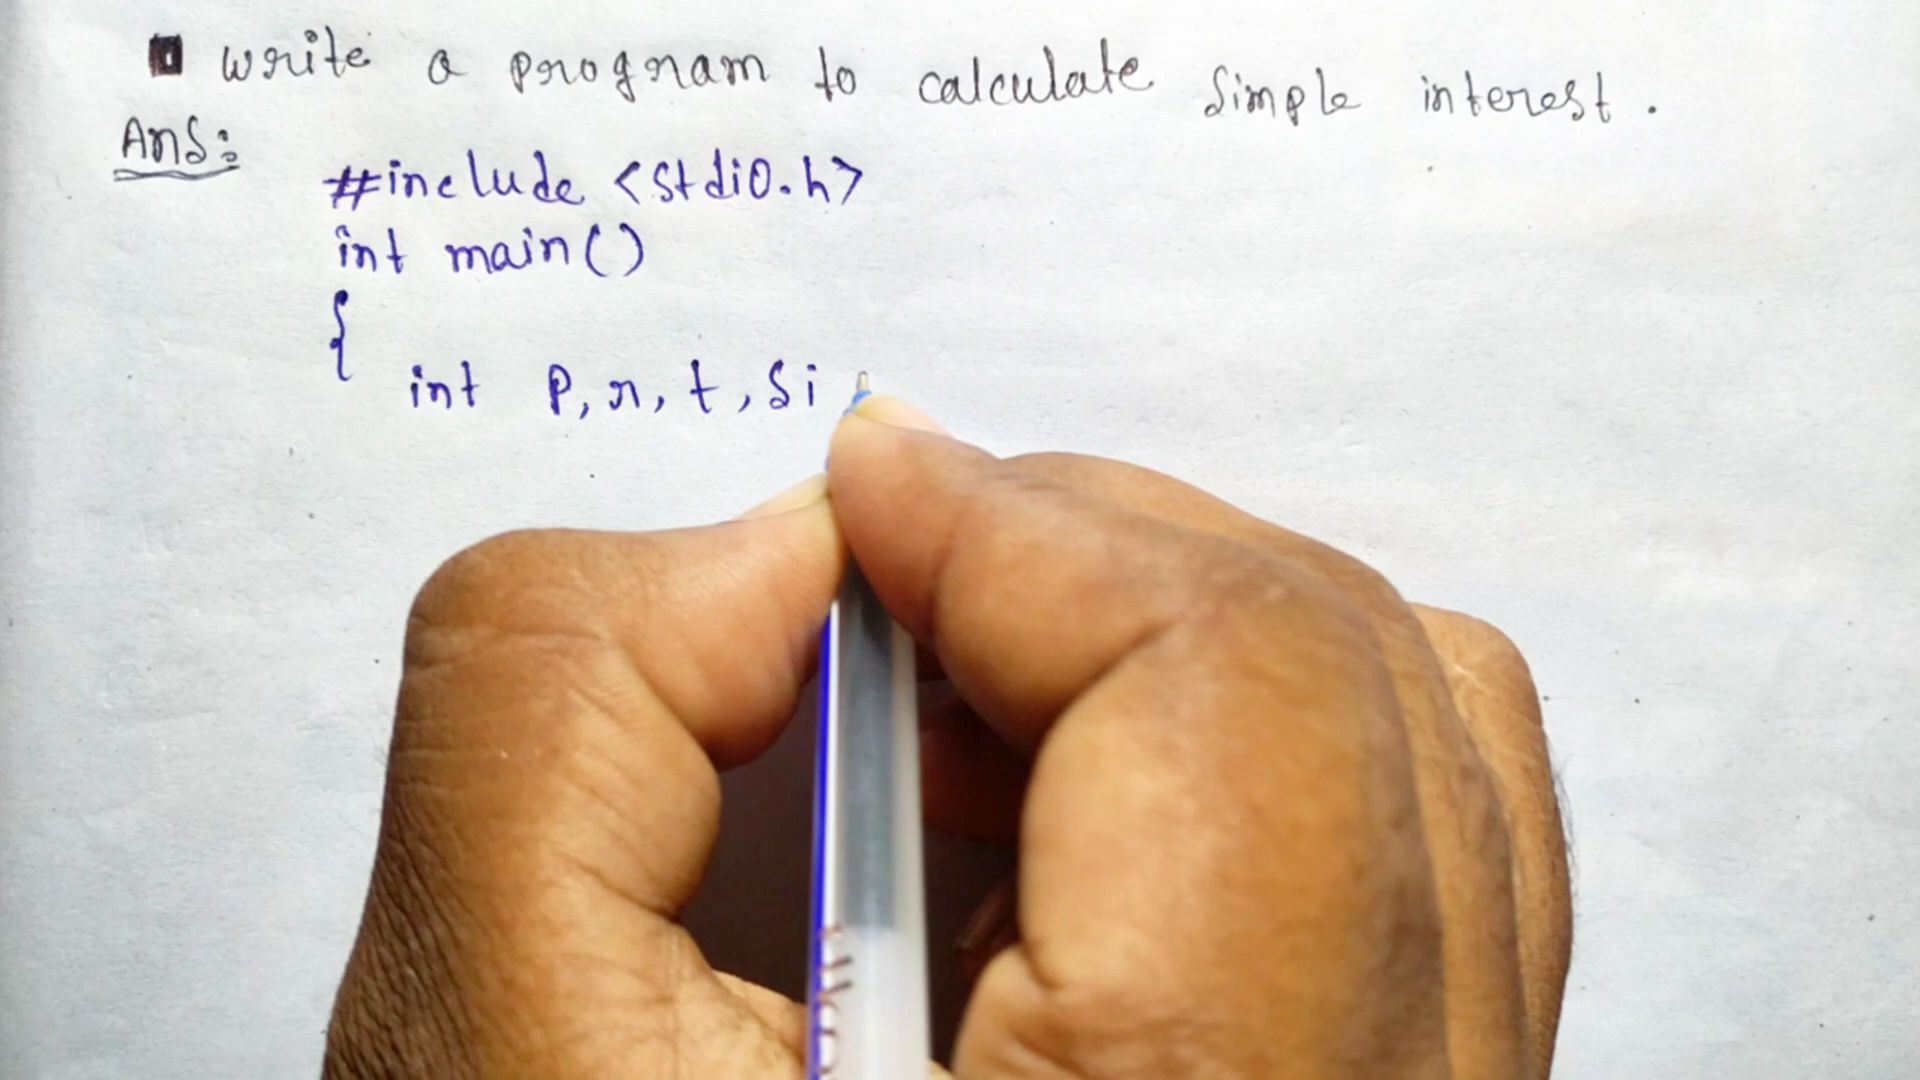 Write a program to calculate Simple interest.
Ans:
#include <stdio.h>
int main()
{
int P, r, t, Si